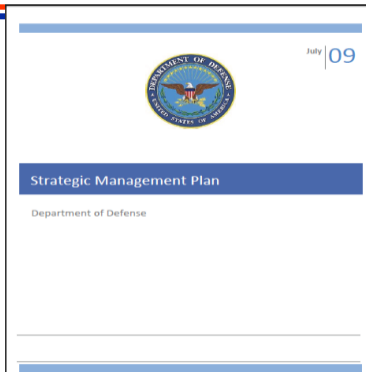 July 09
DEPARTMENT OF DEFENSE
UNITED STATES OF AMERICA
Strategic Management Plan
Department of Defense